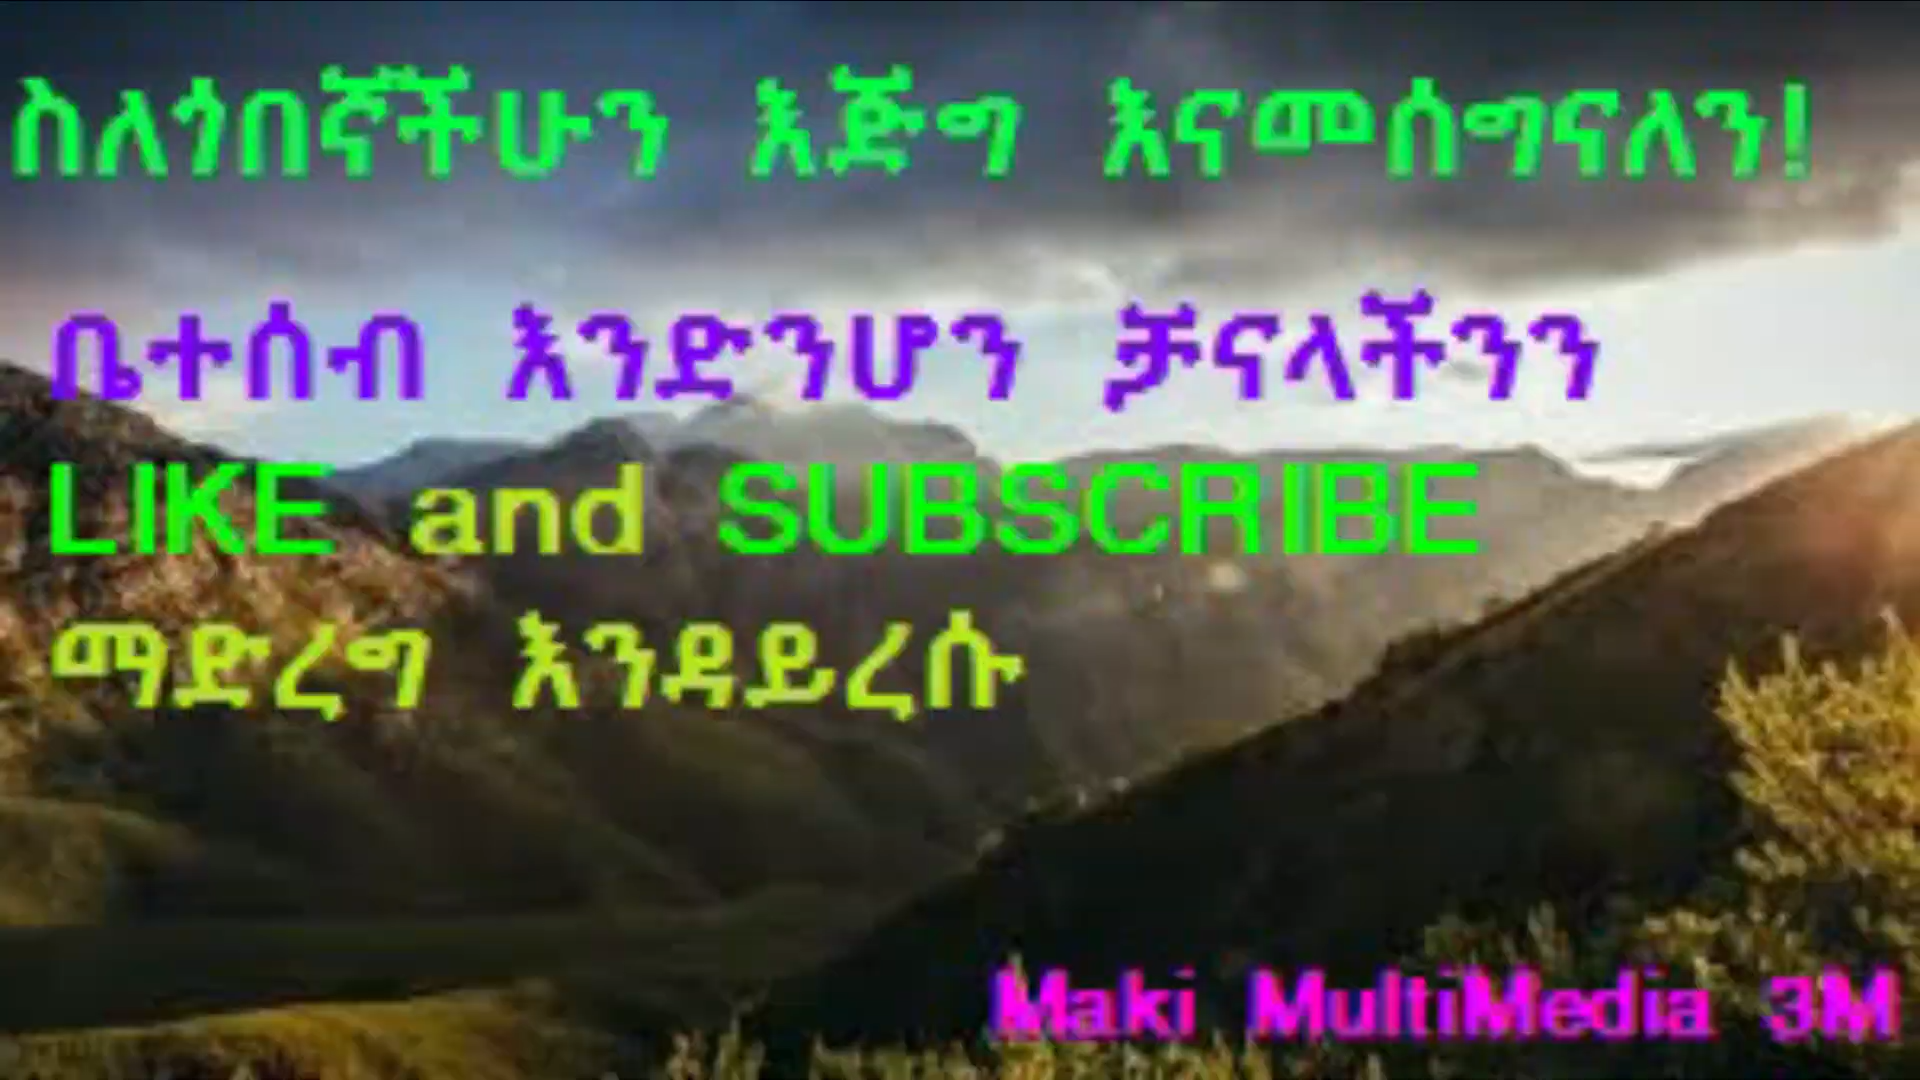 ስለጎበኛችሁን እጅግ እናመሰግናለን!
ቤተሰብ እንድንሆን ቻናላችንን
LIKE and SUBSCRIBE
ማድረግ እንዳይረሱ
Maki MultiMedia 3M